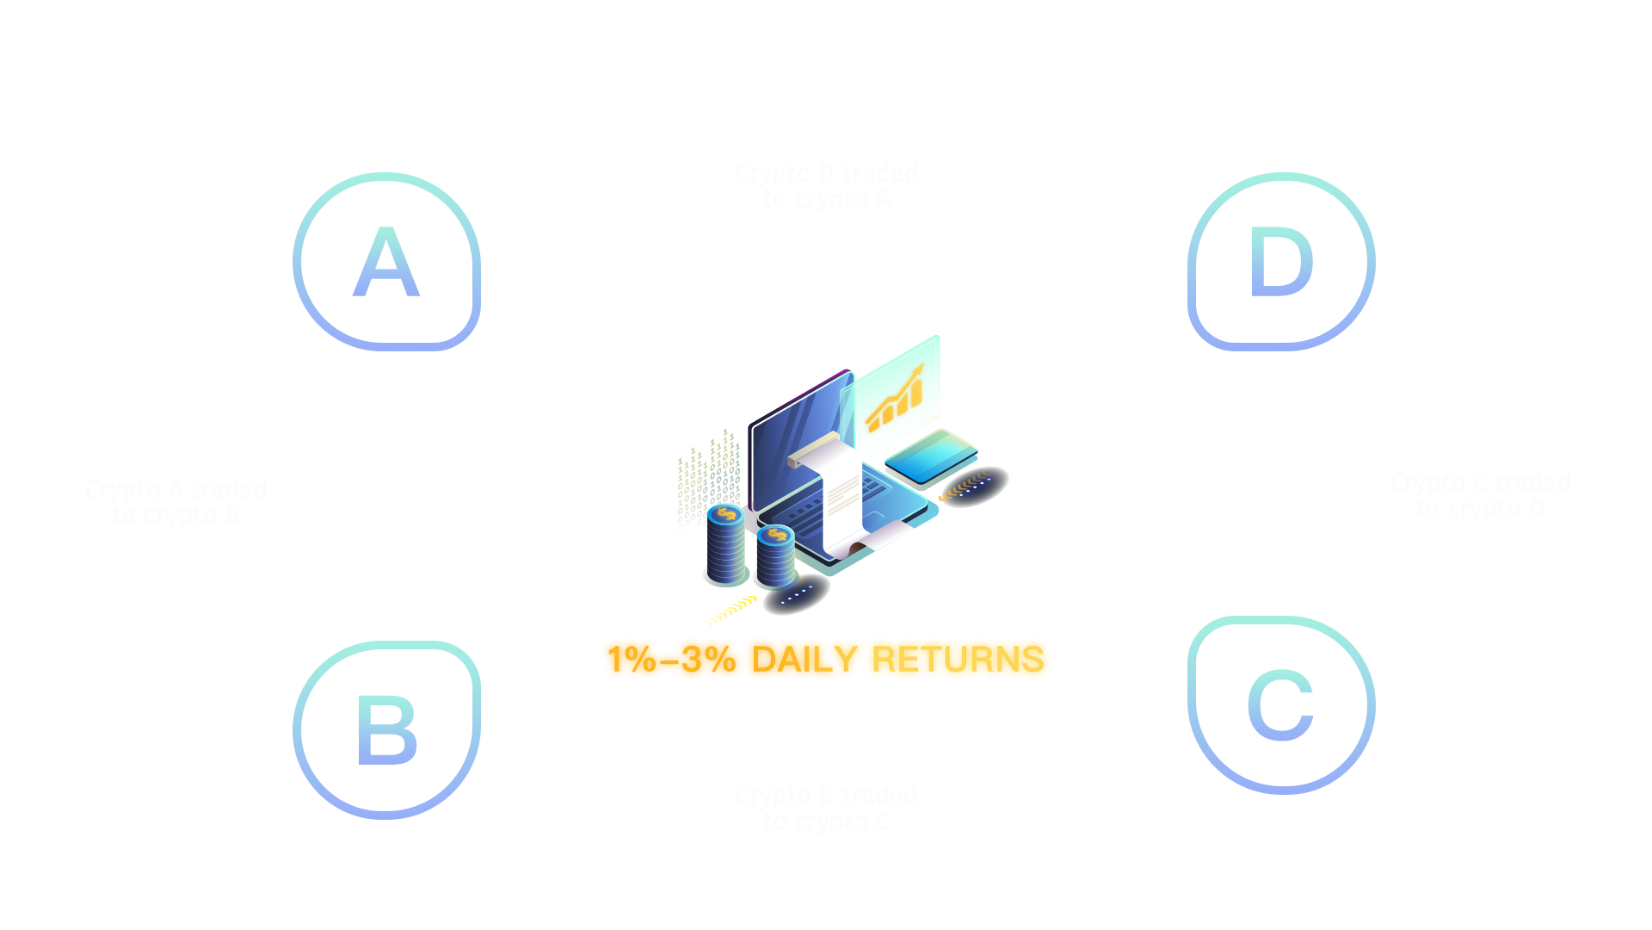 Crypto D traded
to crypto A
A
D
Crypto A traded
to crypto B
Crypto C traded
to crypto D
1%–3% DAILY RETURNS
B
C
Crypto B traded
to crypto C